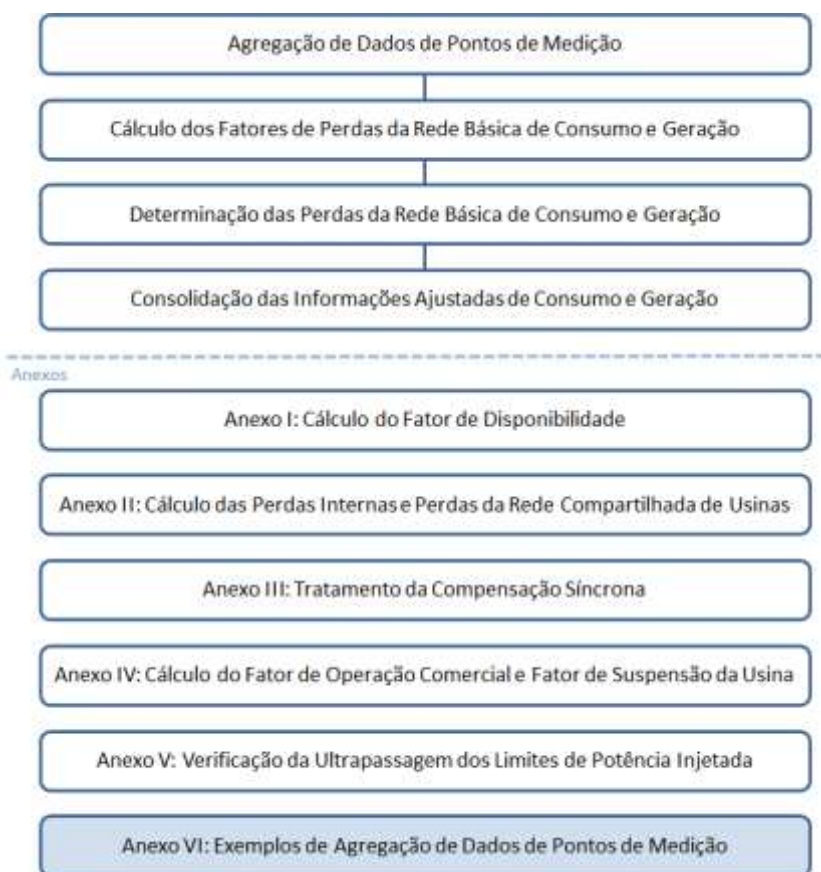 Agregação de Dados de Pontos de Medição
Cálculo dos Fatores de Perdas da Rede Básica de Consumo e Geração
Determinação das Perdas da Rede Básica de Consumo e Geração
Consolidação das Informações Ajustadas de Consumo e Geração
Anexos
Anexo I: Cálculo do Fator de Disponibilidade
Anexo II: Cálculo das Perdas Internas e Perdas da Rede Compartilhada de Usinas
Anexo III: Tratamento da Compensação Síncrona
Anexo IV: Cálculo do Fator de Operação Comercial e Fator de Suspensão da Usina
Anexo V: Verificação da Ultrapassagem dos Limites de Potência Injetada
Anexo VI: Exemplos de Agregação de Dados de Pontos de Medição